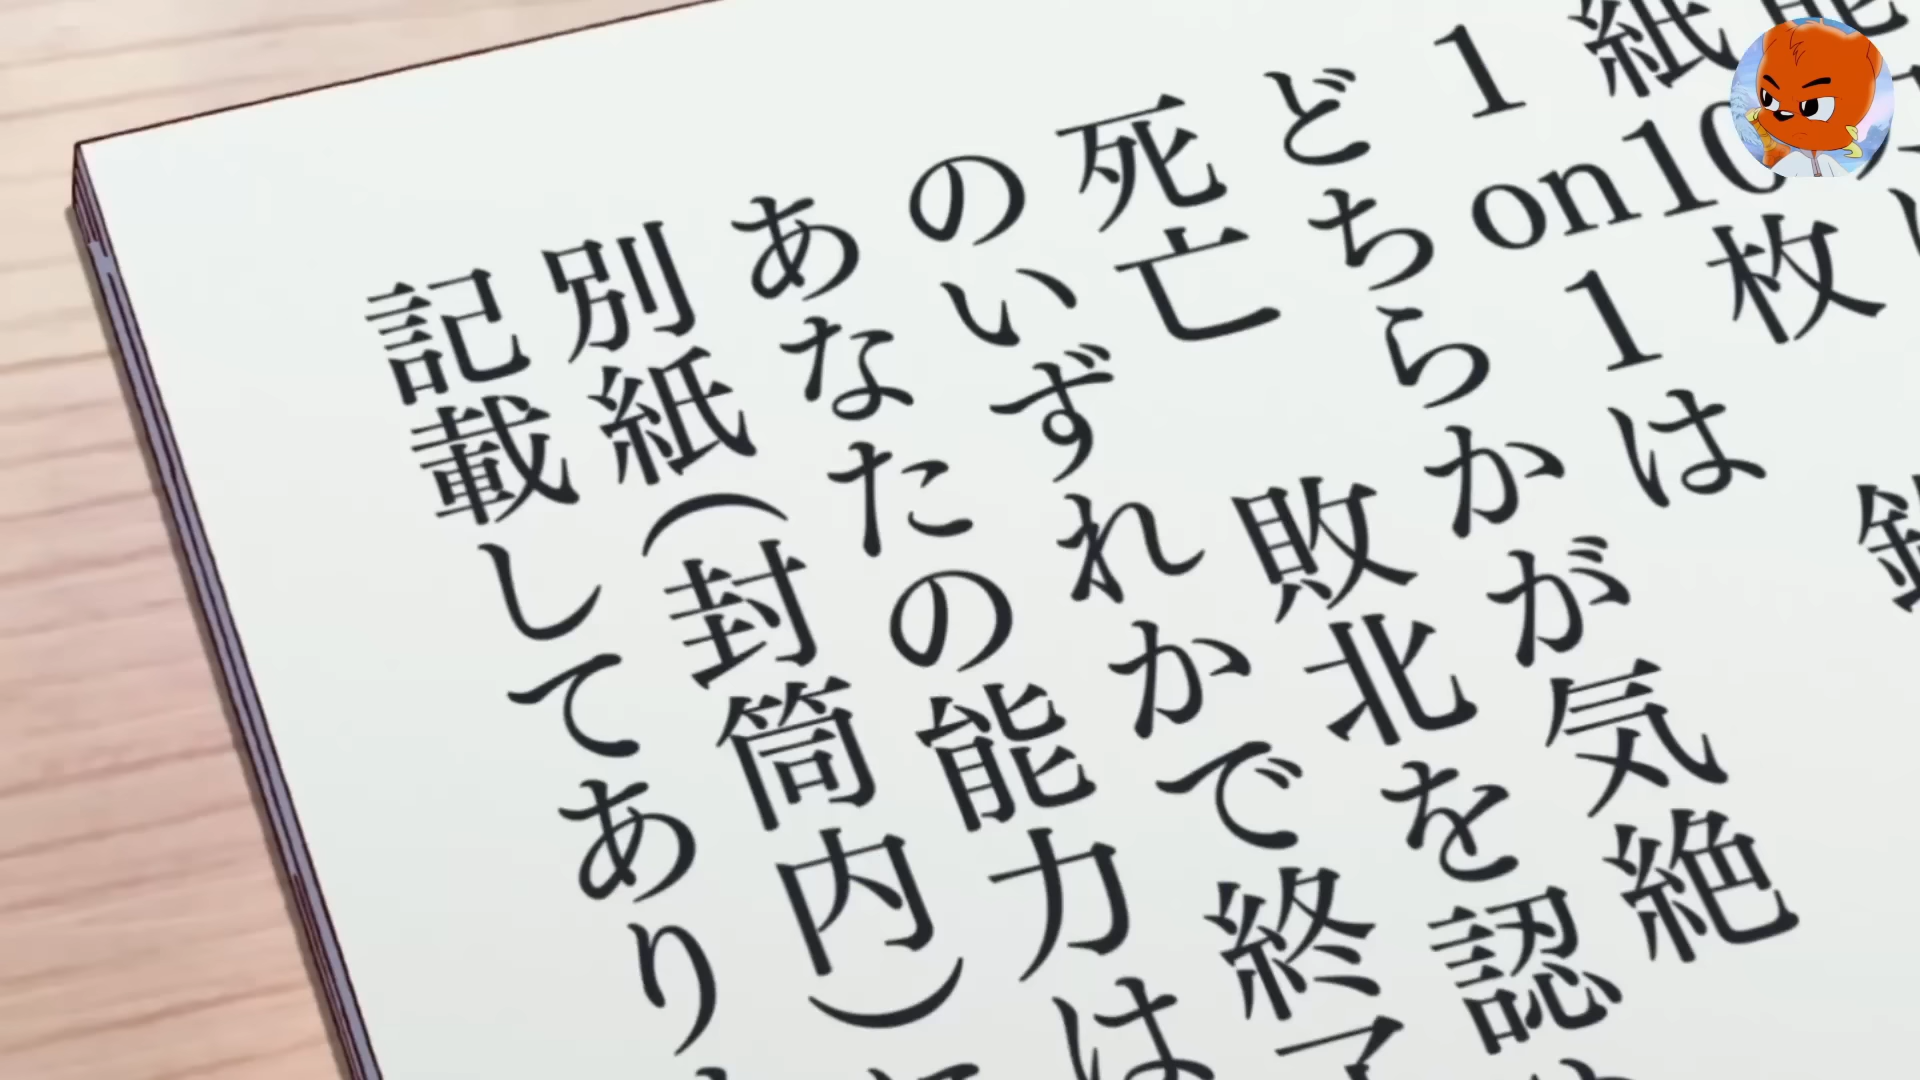 紙 枚
1on1は
どちらかが気絶
死亡 敗北を認
のいずれかで終了
あなたの能力は
別紙(封筒内)に
記載してあり